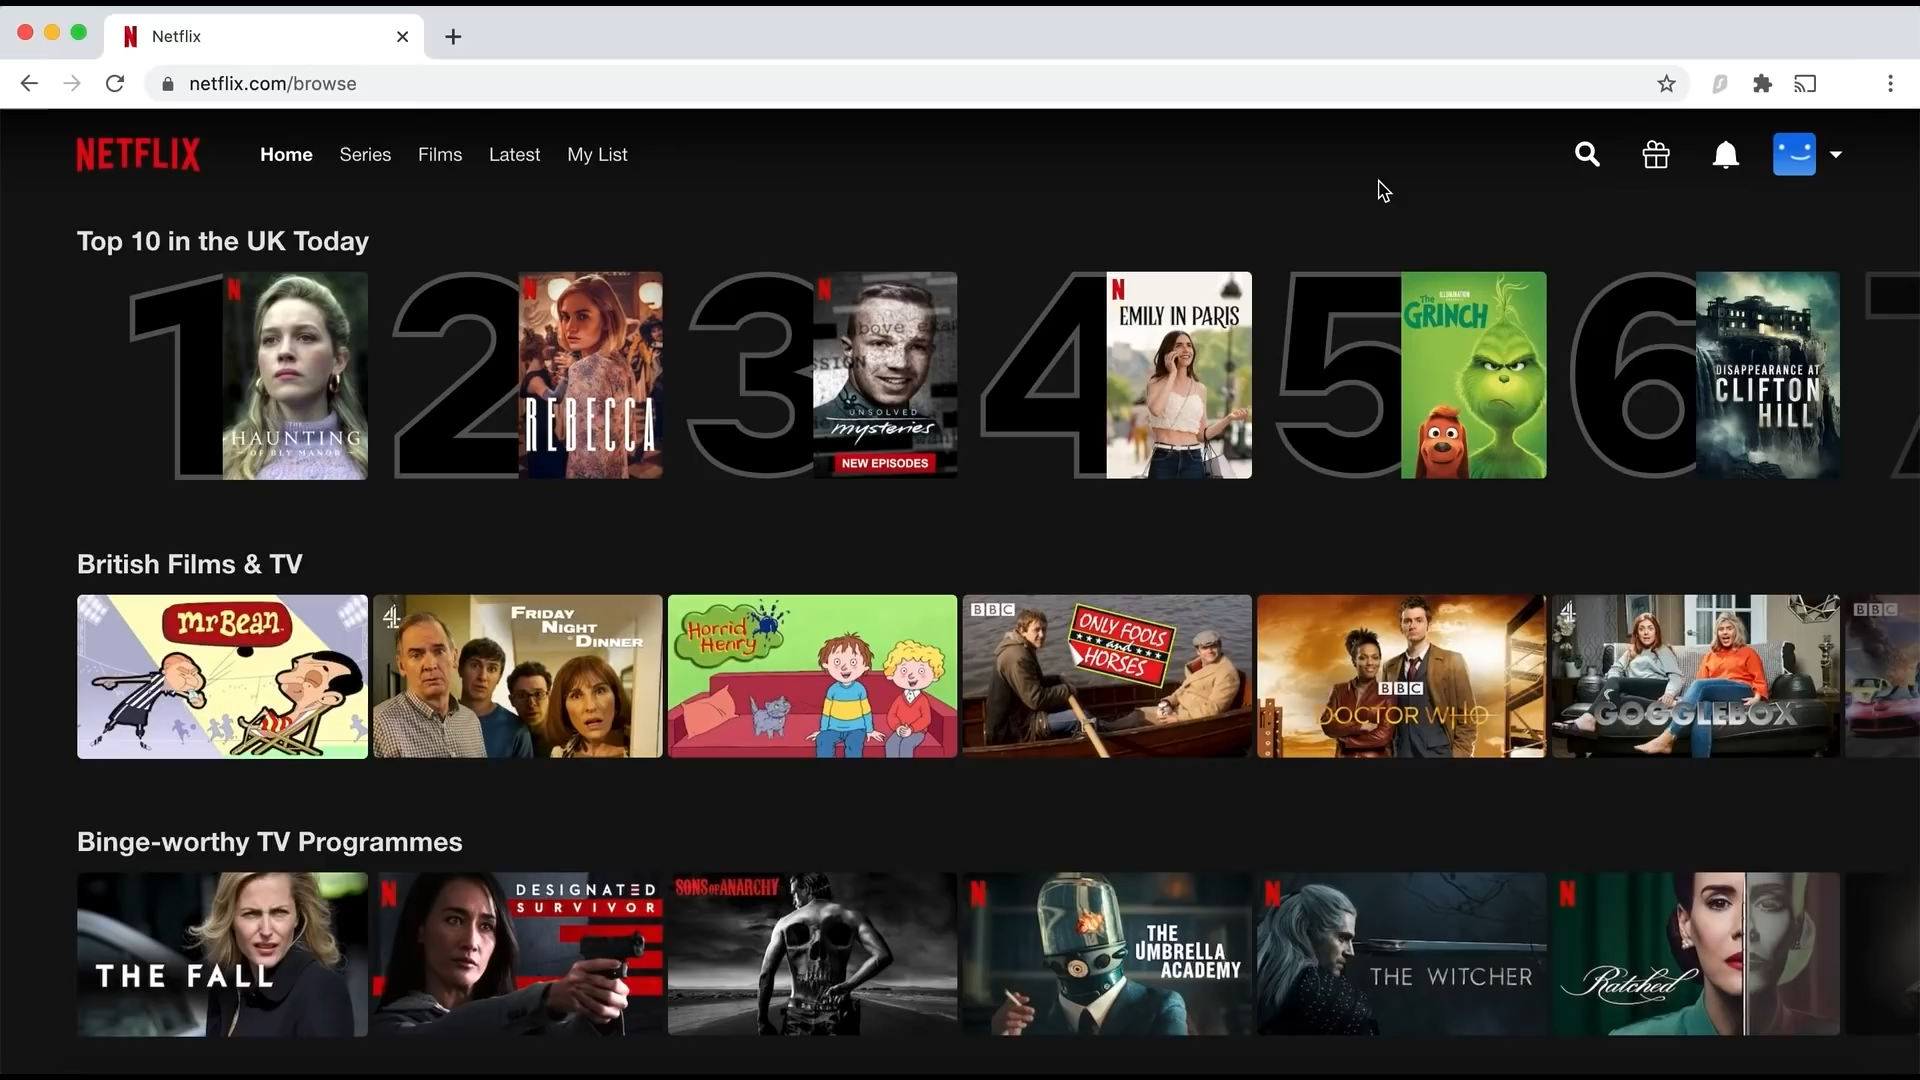 Netflix
netflix.com/browse
NETFLIX
Home
Series
Films
Latest
My List
Top 10 in the UK Today
1
N
THE
HAUNTING
OF BLY MANOR
2
N
REBECCA
3
N
UNSOLVED
mysteries
NEW EPISODES
4
N
EMILY IN PARIS
5
ILLUMINATION
The
GRINCH
6
DISAPPEARANCE AT
CLIFTON
HILL
7
British Films & TV
mrBean.
4
FRIDAY
NIGHT
DINNER
Horrid
Henry
BBC
ONLY FOOLS
and
HORSES
BBC
DOCTOR WHO
4
GOGGLEBOX
BBC
Binge-worthy TV Programmes
THE FALL
N
DESIGNATED
SURVIVOR
SONS OF ANARCHY
N
THE
UMBRELLA
ACADEMY
N
THE WITCHER
N
Ratched